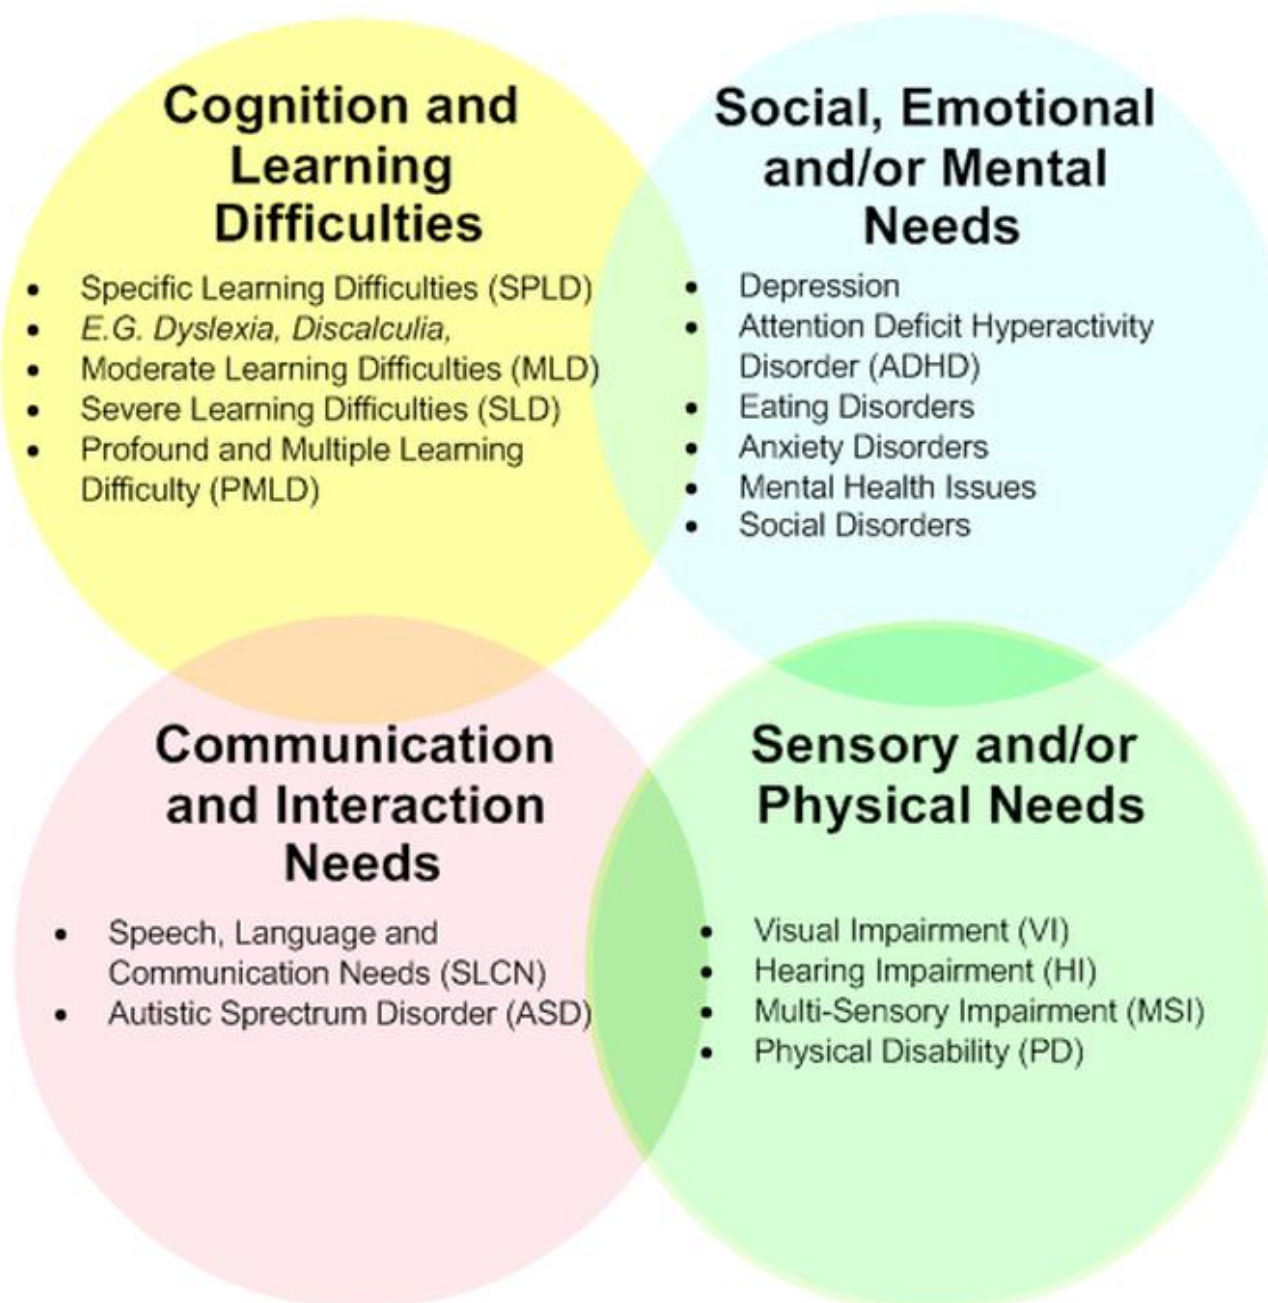 Cognition and
Learning
Difficulties
• Specific Learning Difficulties (SPLD)
• E.G. Dyslexia, Discalculia,
• Moderate Learning Difficulties (MLD)
• Severe Learning Difficulties (SLD)
• Profound and Multiple Learning
Difficulty (PMLD)
Social, Emotional
and/or Mental
Needs
• Depression
• Attention Deficit Hyperactivity
Disorder (ADHD)
• Eating Disorders
• Anxiety Disorders
• Mental Health Issues
• Social Disorders
Communication
and Interaction
Needs
• Speech, Language and
Communication Needs (SLCN)
• Autistic Sprectrum Disorder (ASD)
Sensory and/or
Physical Needs
• Visual Impairment (VI)
• Hearing Impairment (HI)
• Multi-Sensory Impairment (MSI)
• Physical Disability (PD)